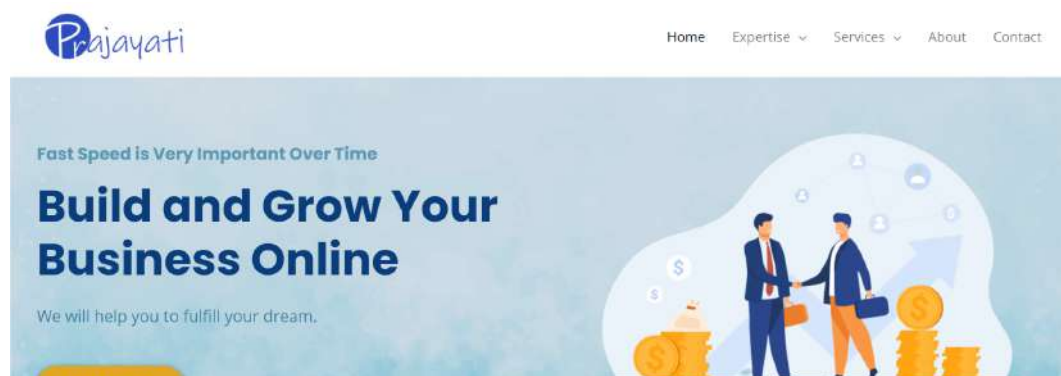 Prajayati
Home Expertise Services About Contact
Fast Speed is Very Important Over Time
Build and Grow Your
Business Online
We will help you to fulfill your dream.
$
$
$
$
$